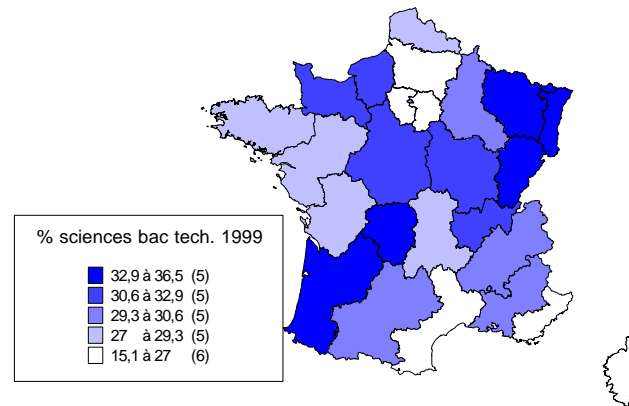 % sciences bac tech. 1999
32,9 à 36,5 (5)
30,6 à 32,9 (5)
29,3 à 30,6 (5)
27 à 29,3 (5)
15,1 à 27 (6)